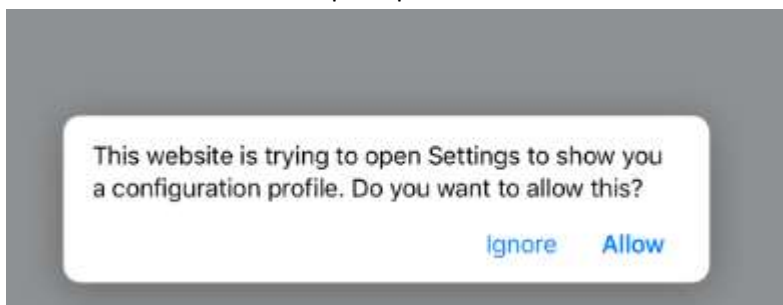 This website is trying to open Settings to show you
a configuration profile. Do you want to allow this?
Ignore Allow